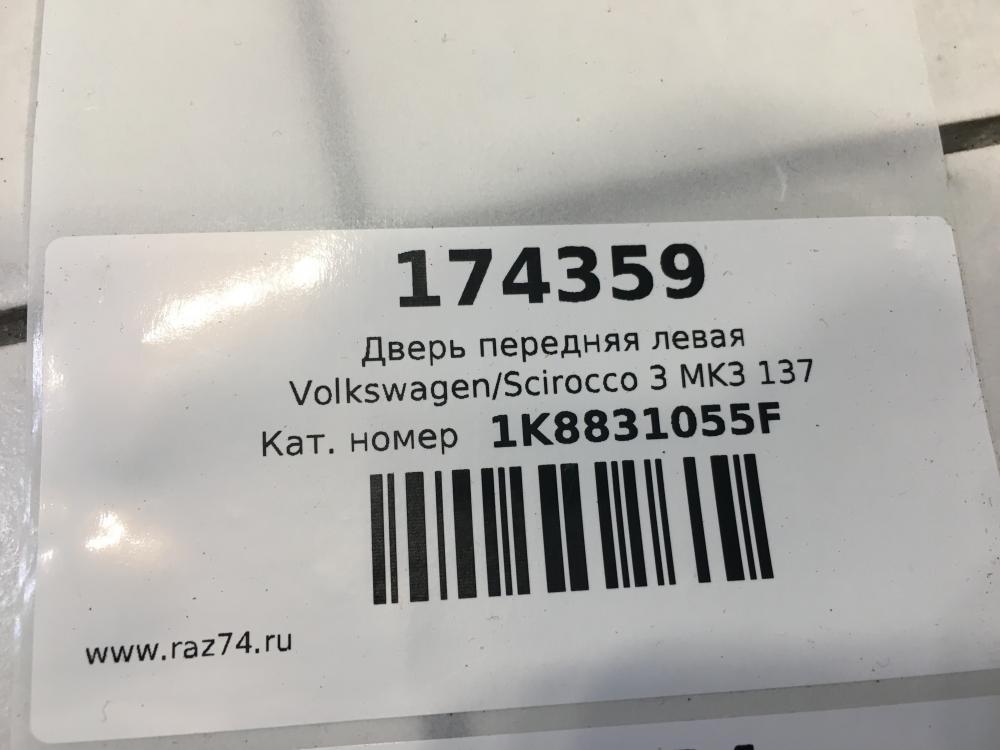 174359
Дверь передняя левая
Volkswagen/Scirocco 3 MK3 137
Кат. номер 1K8831055F
www.raz74.ru